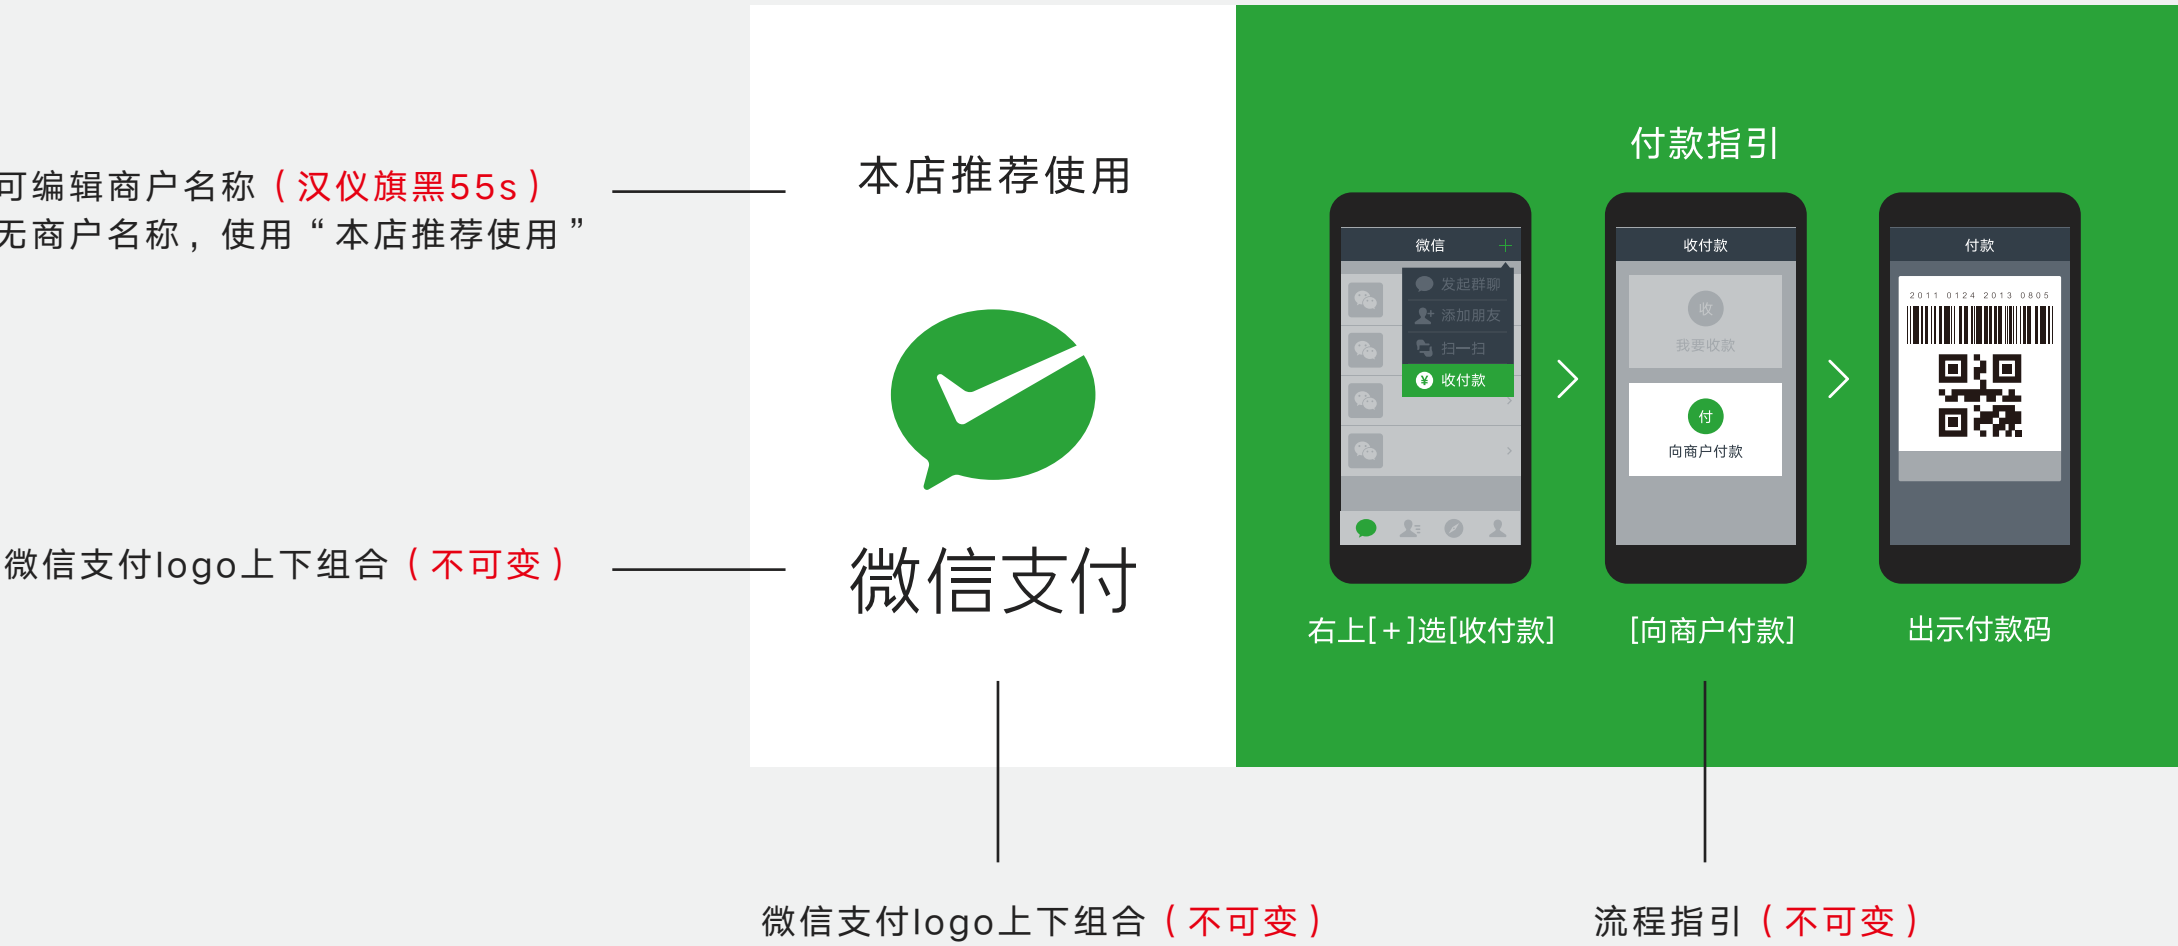 可编辑商户名称（汉仪旗黑55s）
无商户名称，使用“本店推荐使用”
微信支付logo上下组合（不可变）
本店推荐使用
微信支付
付款指引
微信
发起群聊
添加朋友
扫一扫
¥ 收付款
右上[+]选[收付款]
收付款
收
我要收款
付
向商户付款
[向商户付款]
付款
2011 0124 2013 0805
出示付款码
微信支付logo上下组合（不可变）
流程指引（不可变）